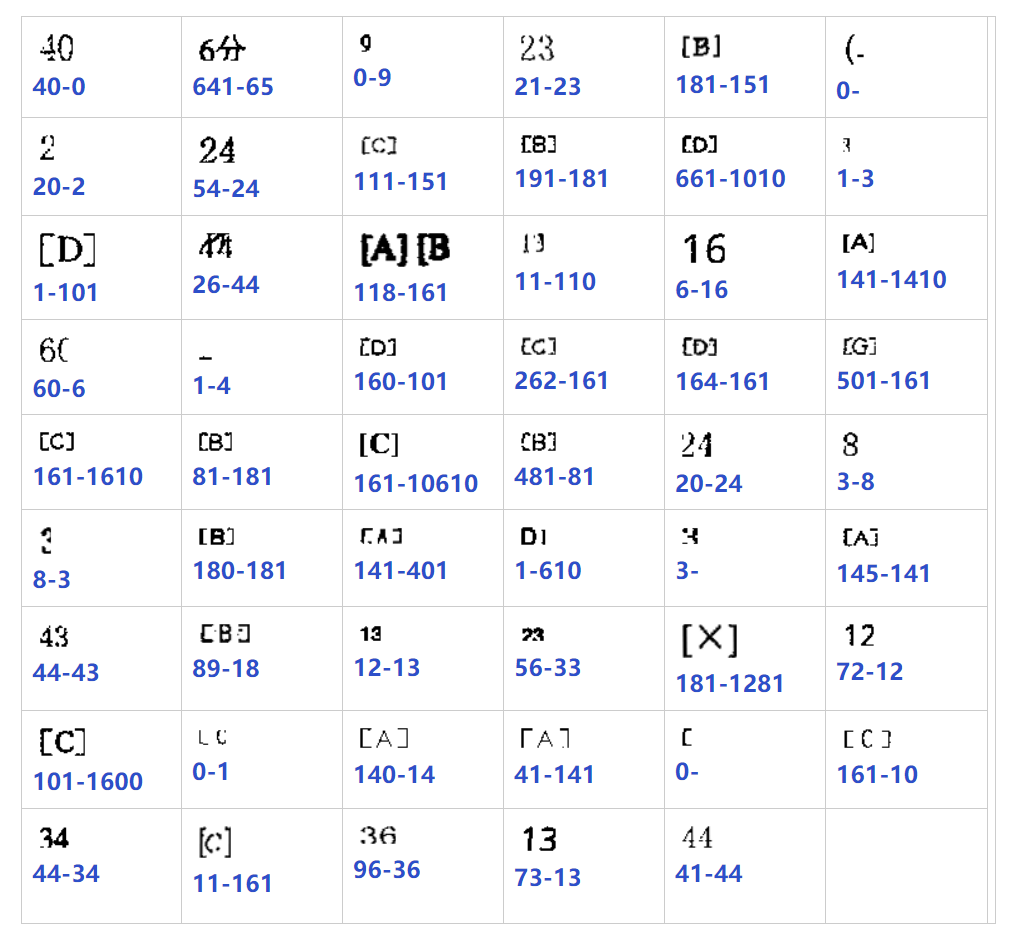 40 6分 9 23 [B] (-
40-0 641-65 0-9 21-23 181-151 0-
2 24 [C] [B] [D] 3
20-2 54-24 111-151 191-181 661-1010 1-3
[D] 44 [A] [B 13 16 [A]
1-101 26-44 118-161 11-110 6-16 141-1410
60 [D] [C] [D] [G]
60-6 1-4 160-101 262-161 164-161 501-161
[C] [B] [C] [B] 24 8
161-1610 81-181 161-10610 481-81 20-24 3-8
3 [B] [A] D] [A]
8-3 180-181 141-401 1-610 3- 145-141
43 [B] 13 23 [X] 12
44-43 89-18 12-13 56-33 181-1281 72-12
[C] [A] [A] [ [C]
101-1600 0-1 140-14 41-141 0- 161-10
34 [C] 36 13 44
44-34 11-161 96-36 73-13 41-44